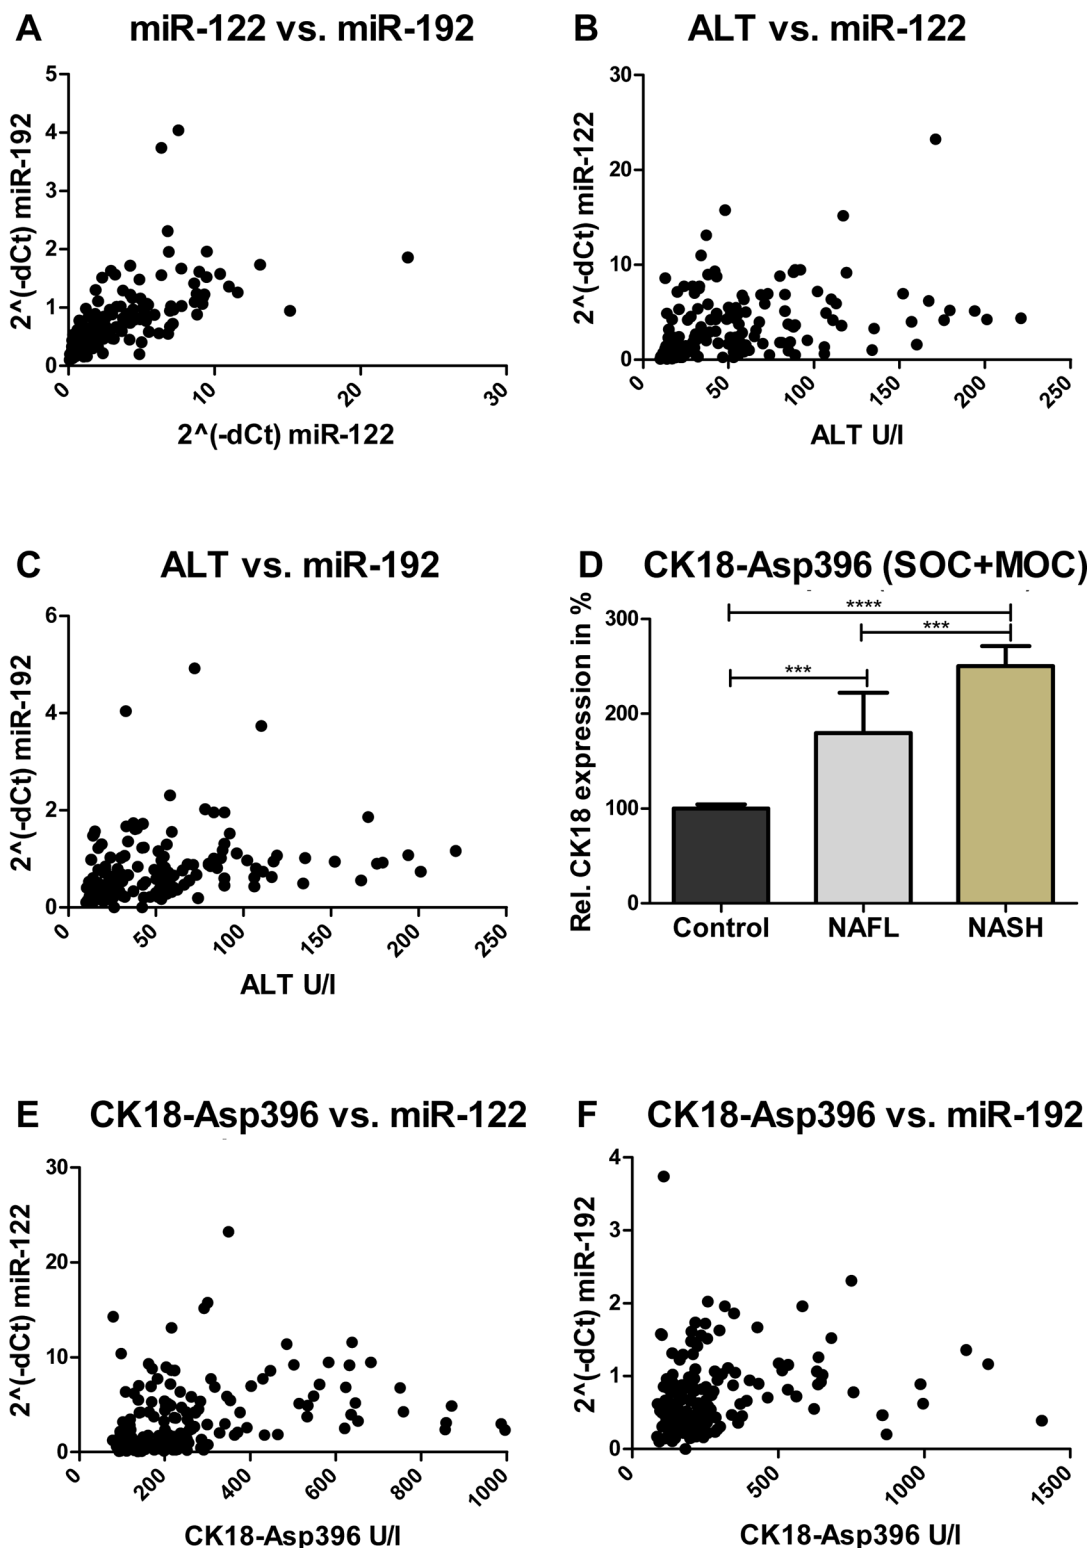 A miR-122 vs. miR-192
5
4
3
2
1
0
2^(-dCt) miR-192
0 10 20 30
2^(-dCt) miR-122
B ALT vs. miR-122
30
20
10
0
2^(-dCt) miR-122
0 50 100 150 200 250
ALT U/l
C ALT vs. miR-192
6
4
2
0
2^(-dCt) miR-192
0 50 100 150 200 250
ALT U/l
D CK18-Asp396 (SOC+MOC)
300
200
100
0
Rel. CK18 expression in %
****
***
***
Control NAFL NASH
E CK18-Asp396 vs. miR-122
30
20
10
0
2^(-dCt) miR-122
0 200 400 600 800 1000
CK18-Asp396 U/l
F CK18-Asp396 vs. miR-192
4
3
2
1
0
2^(-dCt) miR-192
0 500 1000 1500
CK18-Asp396 U/l